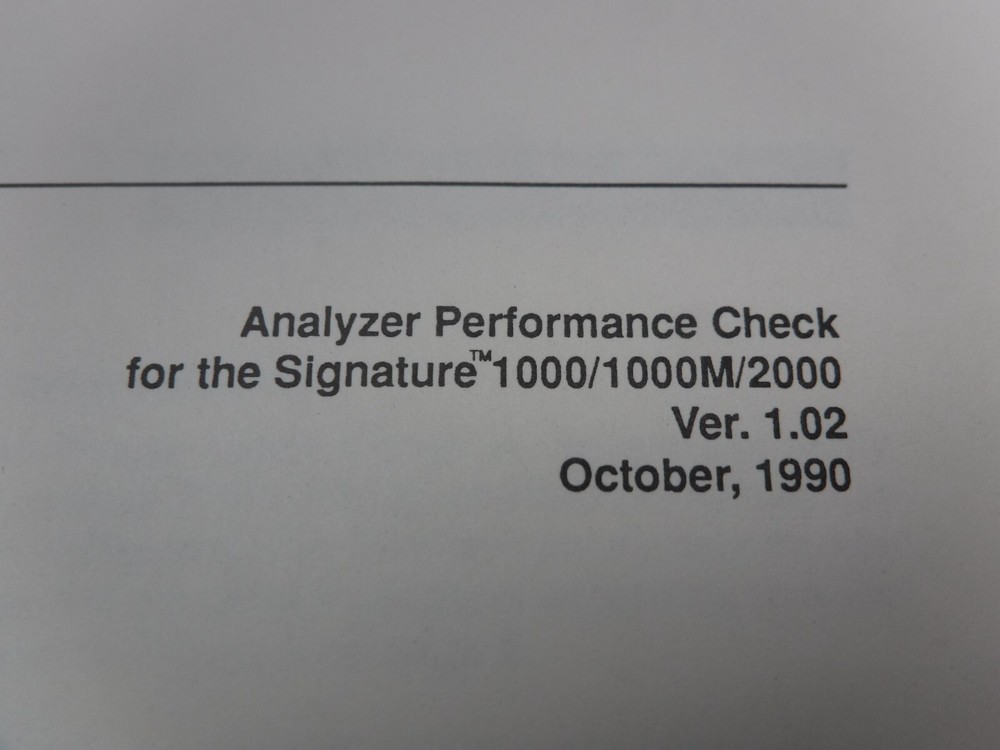 Analyzer Performance Check
for the Signature™1000/1000M/2000
Ver. 1.02
October, 1990